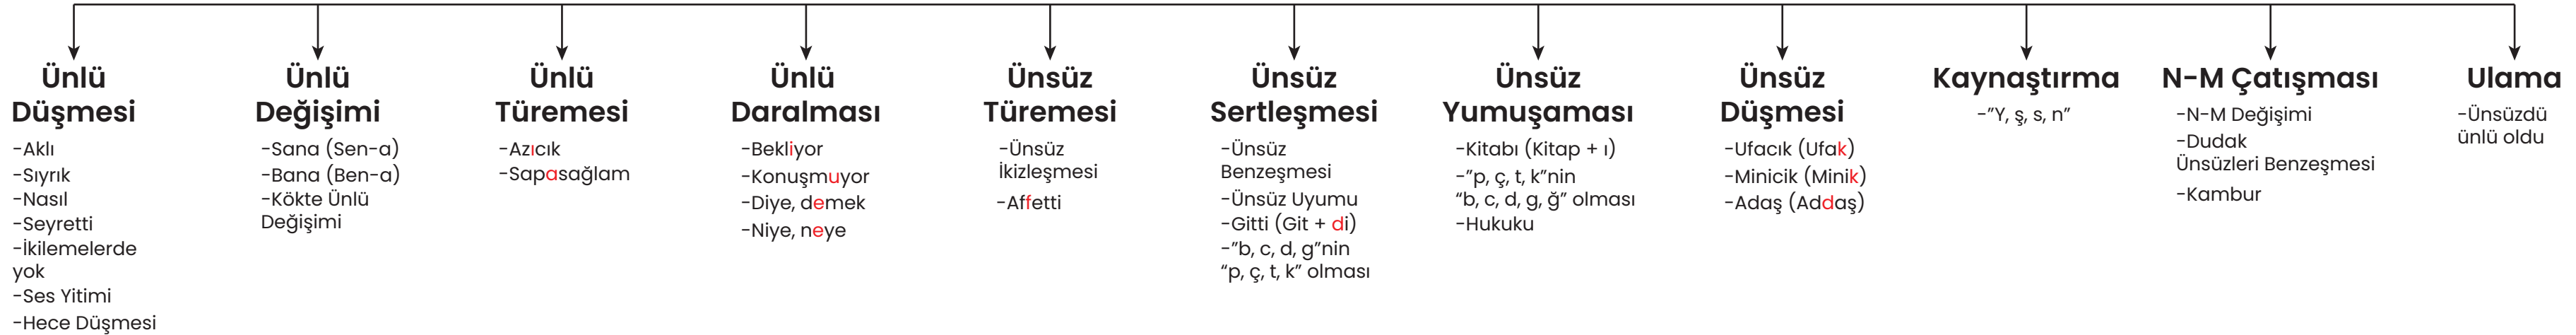 Ünlü
Düşmesi
-Aklı
-Sıyrık
-Nasıl
-Seyretti
-İkilemelerde
yok
-Ses Yitimi
-Hece Düşmesi
Ünlü
Değişimi
-Sana (Sen-a)
-Bana (Ben-a)
-Kökte Ünlü
Değişimi
Ünlü
Türemesi
-Azıcık
-Sapasağlam
Ünlü
Daralması
-Bekliyor
-Konuşmuyor
-Diye, demek
-Niye, neye
Ünsüz
Türemesi
-Ünsüz
İkizleşmesi
-Affetti
Ünsüz
Sertleşmesi
-Ünsüz
Benzeşmesi
-Ünsüz Uyumu
-Gitti (Git + di)
-”b, c, d, g”nin
“p, ç, t, k” olması
Ünsüz
Yumuşaması
-Kitabı (Kitap + ı)
-”p, ç, t, k”nin
“b, c, d, g, ğ” olması
-Hukuku
Ünsüz
Düşmesi
-Ufacık (Ufak)
-Minicik (Minik)
-Adaş (Addaş)
Kaynaştırma
-”Y, ş, s, n”
N-M Çatışması
-N-M Değişimi
-Dudak
Ünsüzleri Benzeşmesi
-Kambur
Ulama
-Ünsüzdü
ünlü oldu